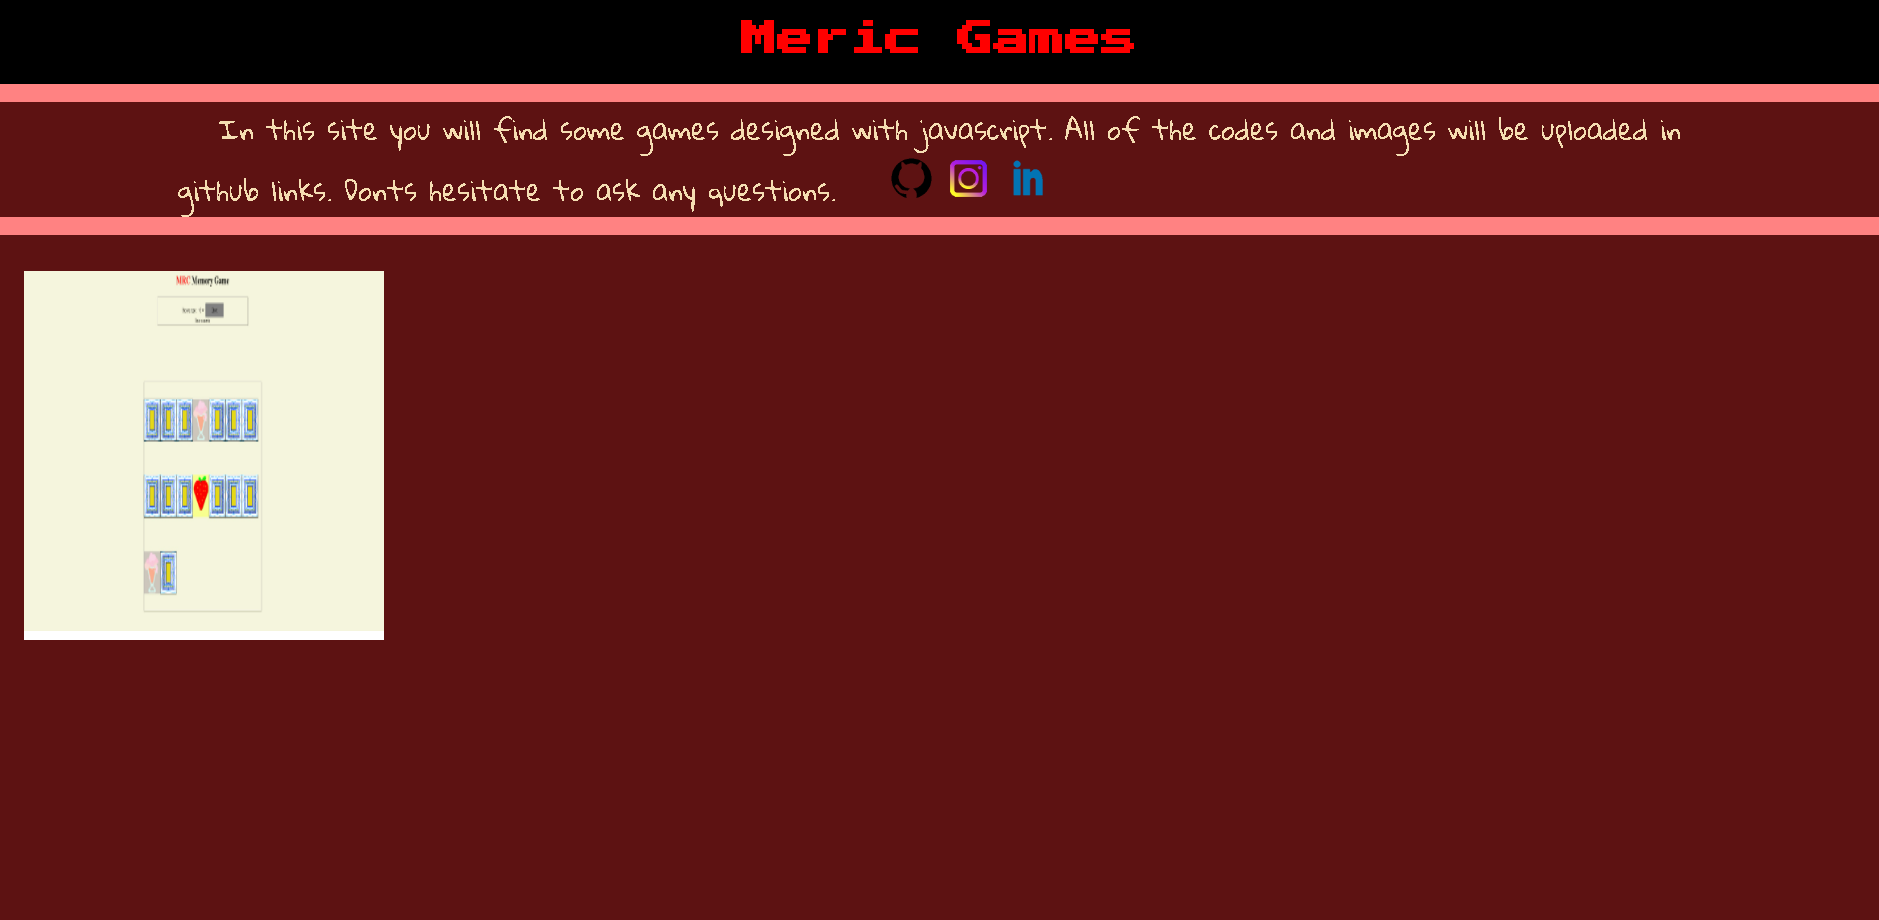 Meric Games
In this site you will find some games designed with javascript. All of the codes and images will be uploaded in
github links. Donts hesitate to ask any questions.
in
MRC Memory Game